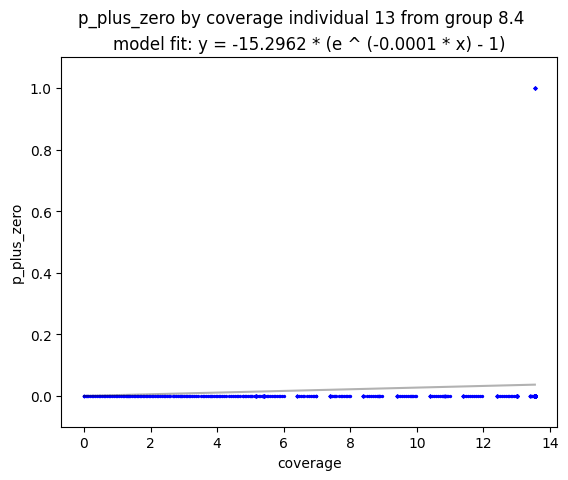 p_plus_zero by coverage individual 13 from group 8.4
model fit: y = -15.2962 * (e ^ (-0.0001 * x) - 1)
1.0
0.8
0.6
0.4
0.2
0.0
p_plus_zero
0 2 4 6 8 10 12 14
coverage